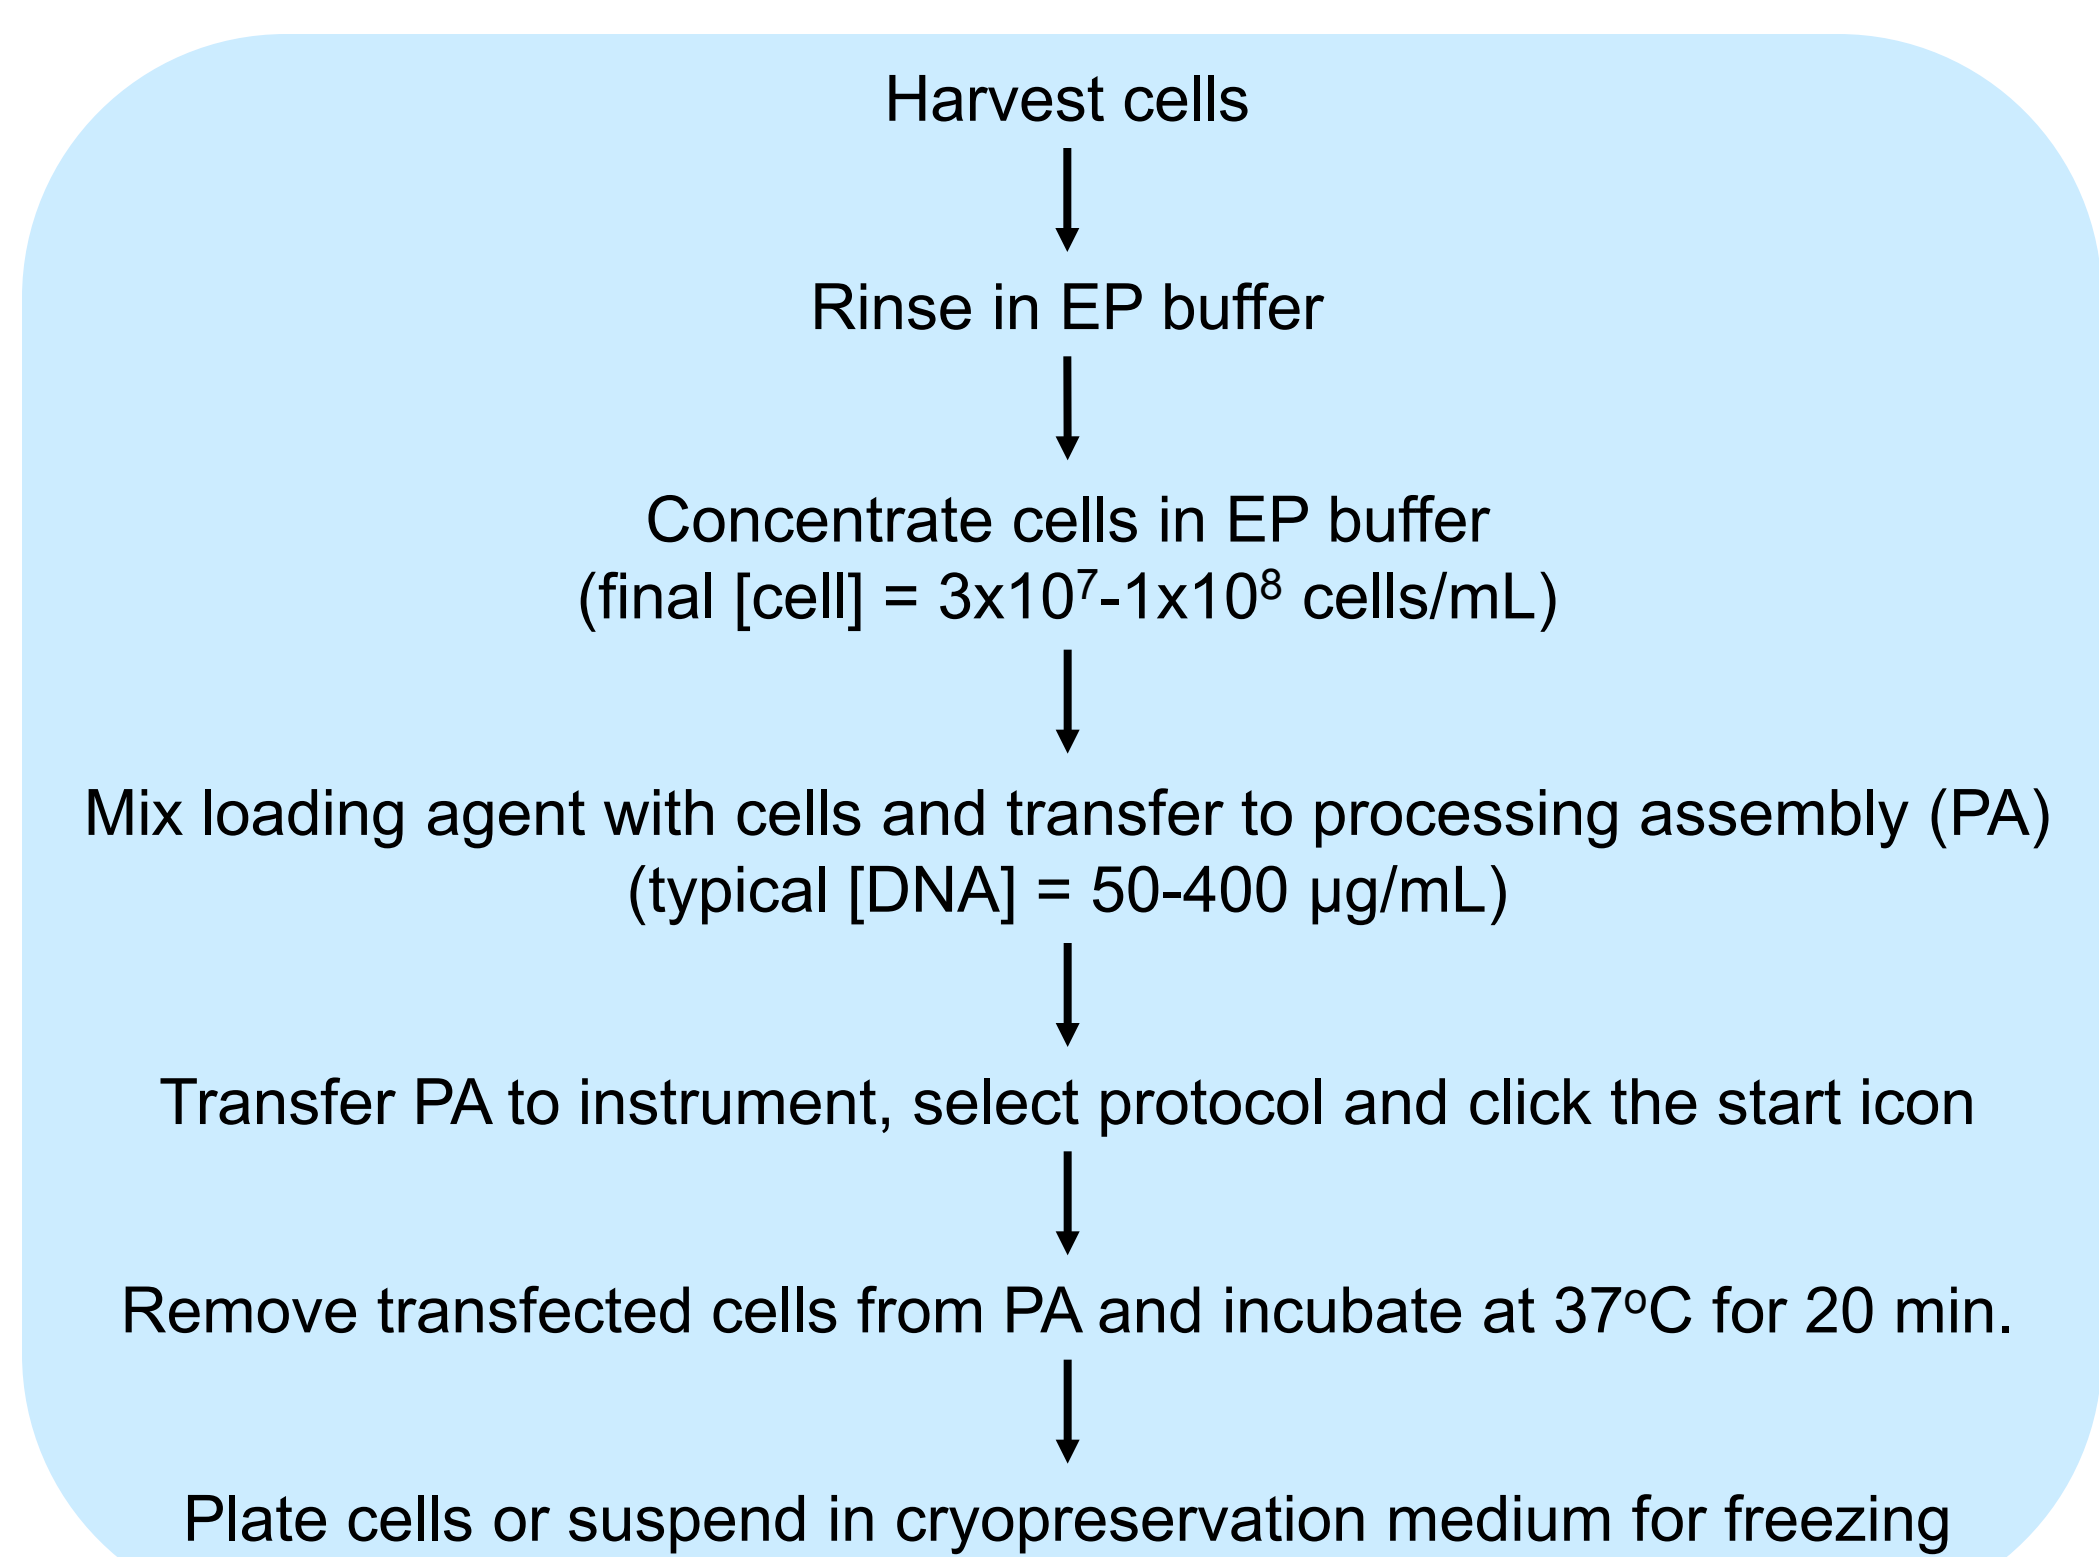 Harvest cells
Rinse in EP buffer
Concentrate cells in EP buffer
(final [cell] = 3x10⁷-1x10⁸ cells/mL)
Mix loading agent with cells and transfer to processing assembly (PA)
(typical [DNA] = 50-400 µg/mL)
Transfer PA to instrument, select protocol and click the start icon
Remove transfected cells from PA and incubate at 37ºC for 20 min.
Plate cells or suspend in cryopreservation medium for freezing